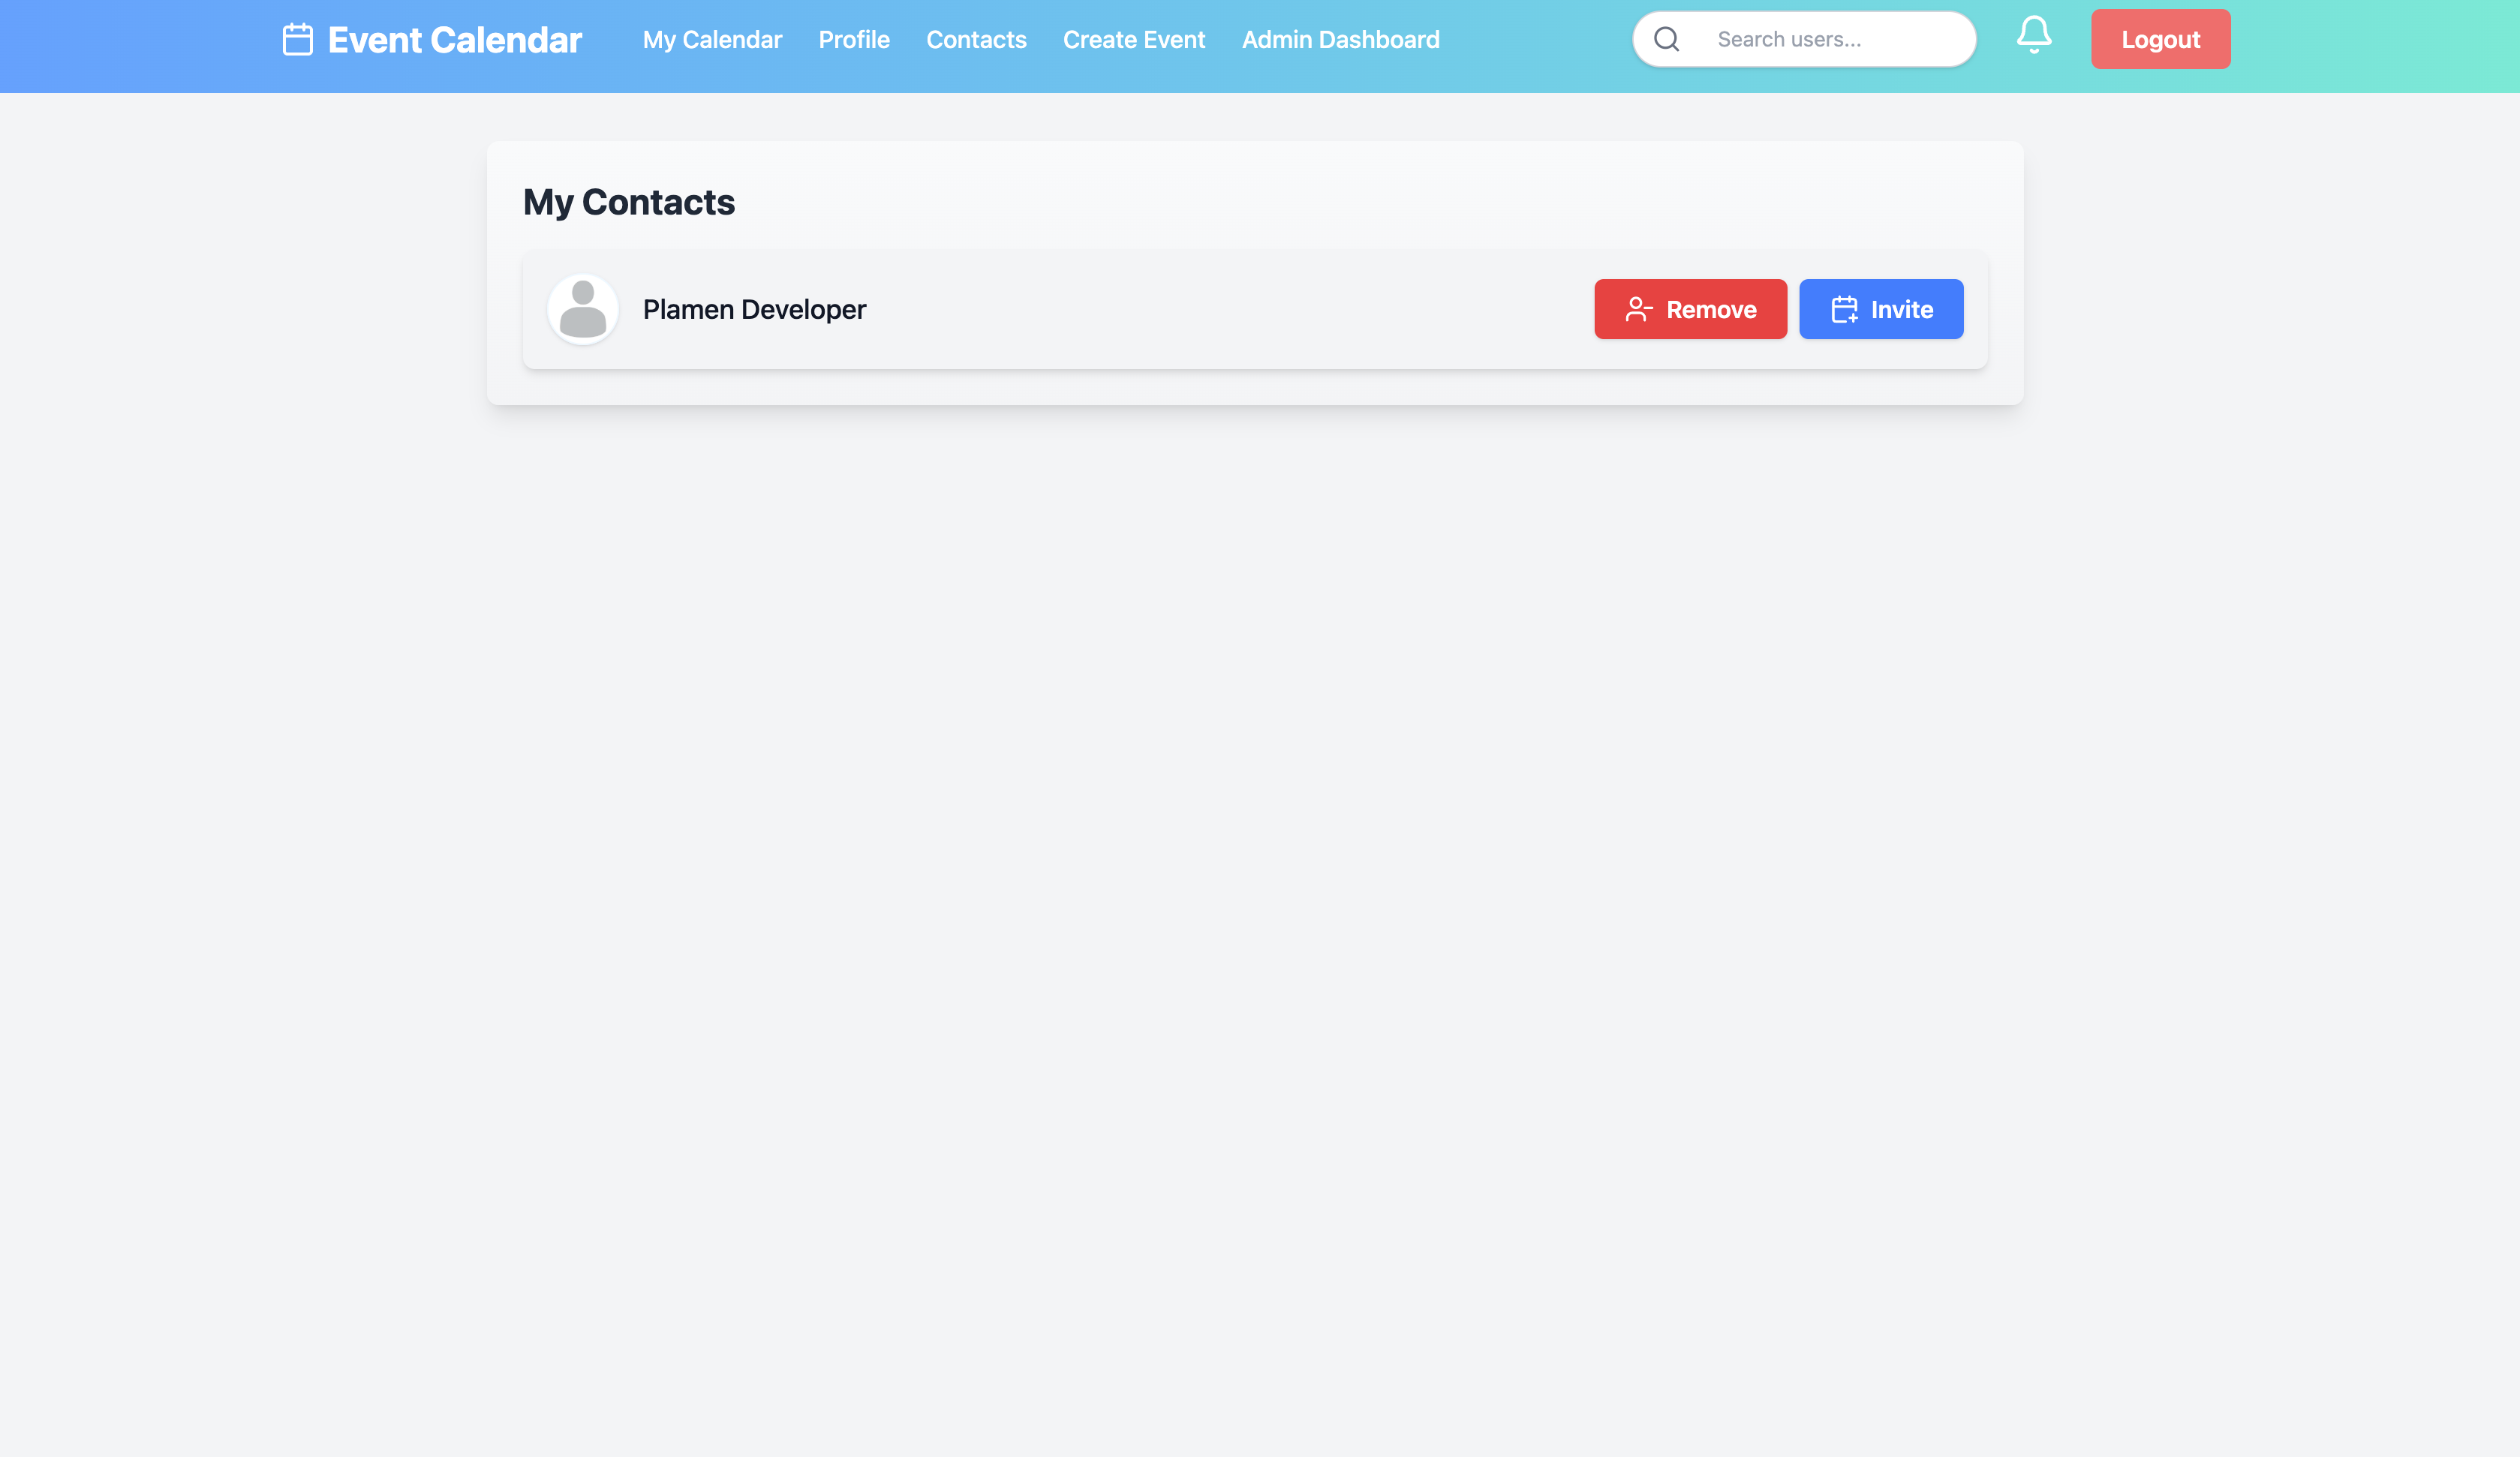 Event Calendar My Calendar Profile Contacts Create Event Admin Dashboard Search users... Logout
My Contacts
Plamen Developer Remove Invite